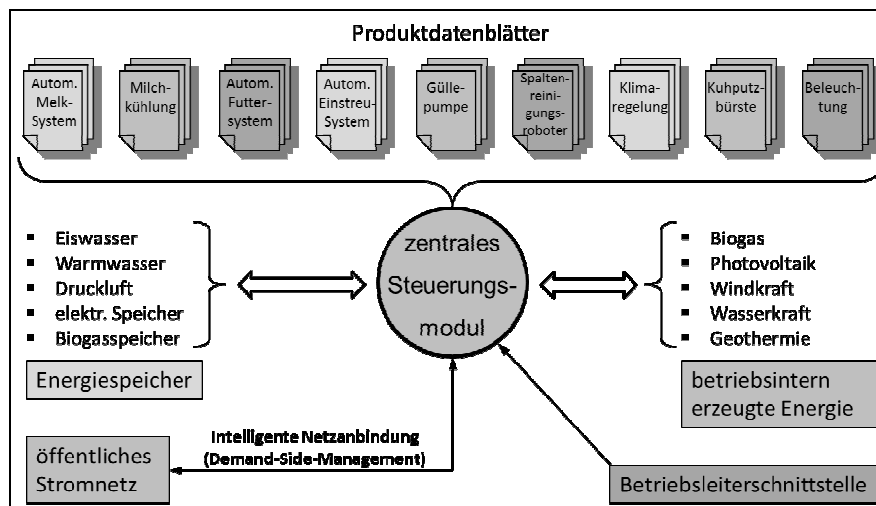 Produktdatenblätter
Autom.
Melk-
System
Milch-
kühlung
Autom.
Futter-
system
Autom.
Einstreu-
System
Gülle-
pumpe
Spalten-
rein-
igungs-
roboter
Klima-
regelung
Kuhputz-
bürste
Beleuch-
tung
▪ Eiswasser
▪ Warmwasser
▪ Druckluft
▪ elektr. Speicher
▪ Biogasspeicher
Energiespeicher
zentrales
Steuerungs-
modul
▪ Biogas
▪ Photovoltaik
▪ Windkraft
▪ Wasserkraft
▪ Geothermie
betriebsintern
erzeugte Energie
öffentliches
Stromnetz
Intelligente Netzanbindung
(Demand-Side-Management)
Betriebsleiterschnittstelle